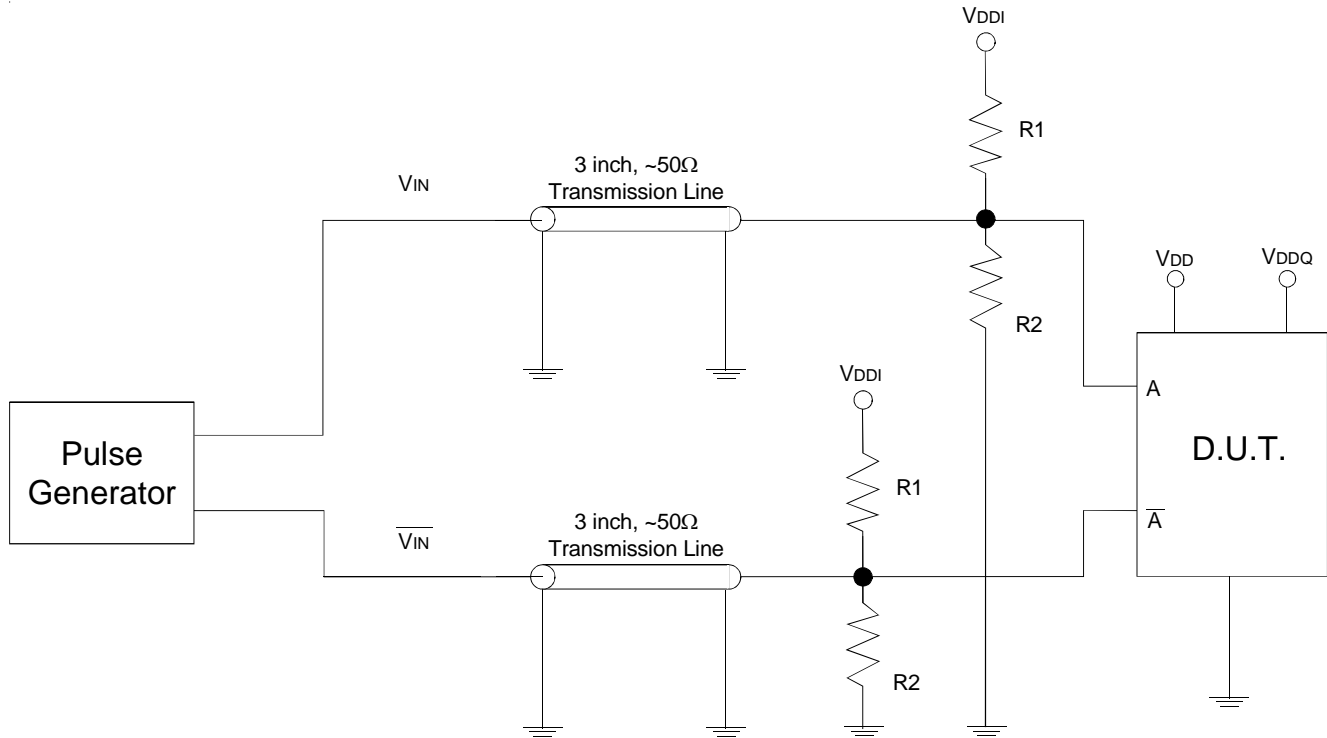 VDDI
R1
3 inch, ~50Ω
Transmission Line
VIN
VDD
VDDQ
R2
VDDI
A
Pulse
Generator
D.U.T.
R1
3 inch, ~50Ω
Transmission Line
V̅I̅N̅
A̅
R2